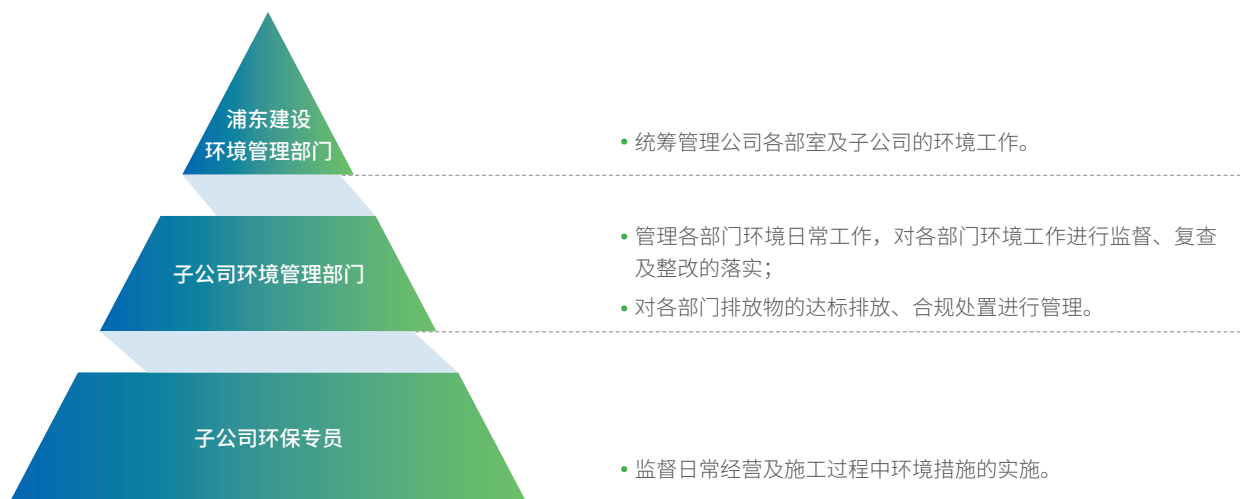 浦东建设
环境管理部门
• 统筹管理公司各部室及子公司的环境工作。
子公司环境管理部门
• 管理各部门环境日常工作，对各部门环境工作进行监督、复查
及整改的落实；
• 对各部门排放物的达标排放、合规处置进行管理。
子公司环保专员
• 监督日常经营及施工过程中环境措施的实施。